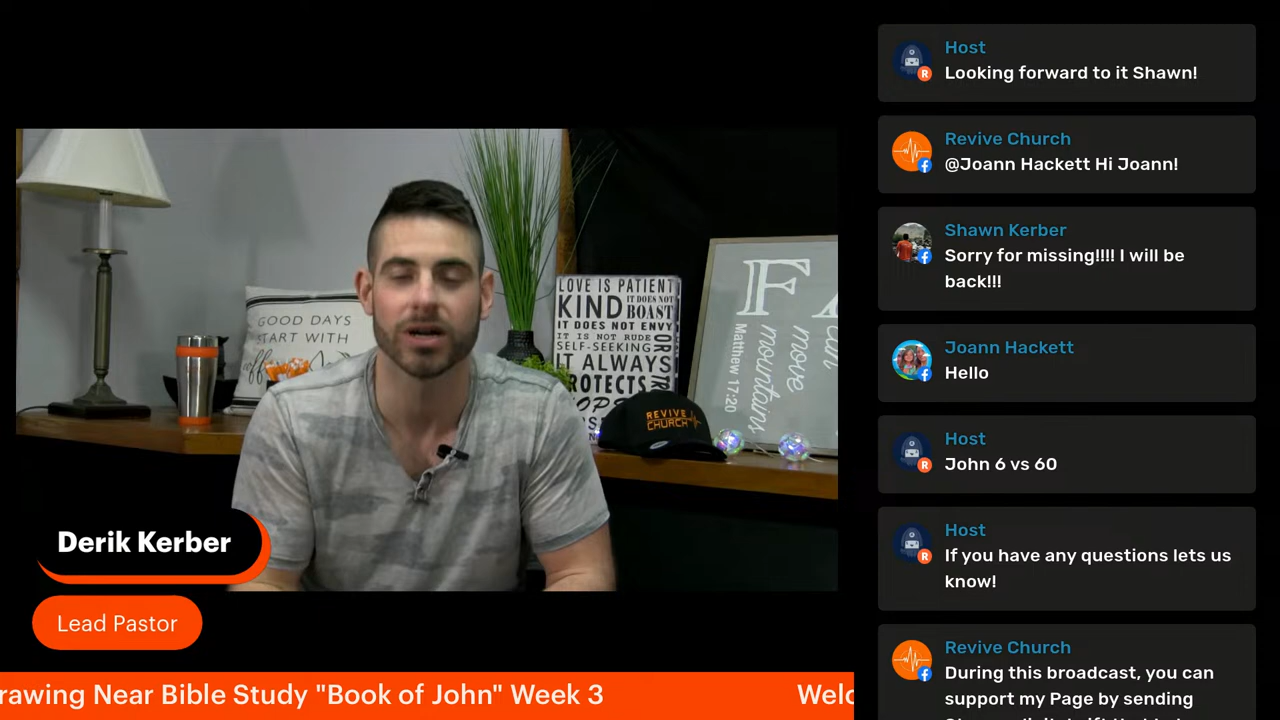 GOOD DAYS
START WITH
LOVE IS PATIENT
KIND IT DOES NOT BOAST
IT DOES NOT ENVY
IT IS NOT RUDE
SELF-SEEKING
IT ALWAYS
PROTECTS
REVIVE
CHURCH
Matthew 17:20
move
mountains
Derik Kerber
Lead Pastor
rawing Near Bible Study "Book of John" Week 3
Host
Looking forward to it Shawn!
Revive Church
@Joann Hackett Hi Joann!
Shawn Kerber
Sorry for missing!!!! I will be
back!!!
Joann Hackett
Hello
Host
John 6 vs 60
Host
If you have any questions lets us
know!
Revive Church
During this broadcast, you can
support my Page by sending